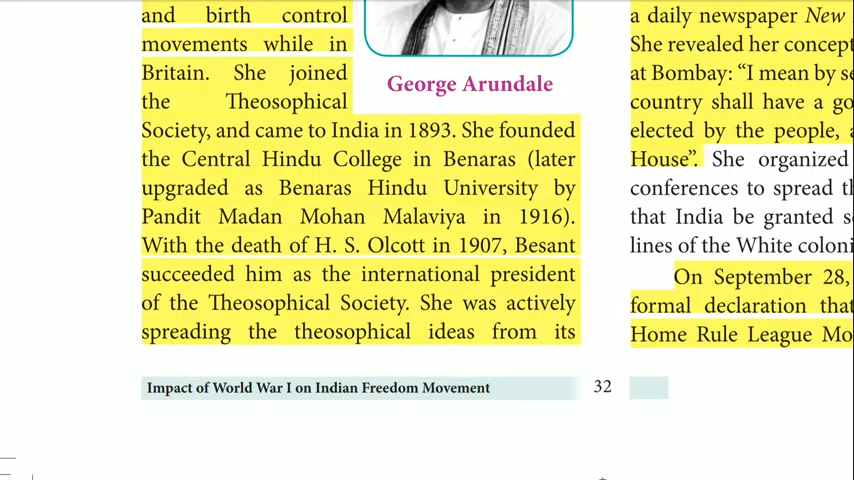 and birth control
movements while in
Britain. She joined
the Theosophical
George Arundale
Society, and came to India in 1893. She founded
the Central Hindu College in Benaras (later
upgraded as Benaras Hindu University by
Pandit Madan Mohan Malaviya in 1916).
With the death of H. S. Olcott in 1907, Besant
succeeded him as the international president
of the Theosophical Society. She was actively
spreading the theosophical ideas from its
a daily newspaper New
She revealed her concept
at Bombay: “I mean by se
country shall have a go
elected by the people, a
House”. She organized
conferences to spread th
that India be granted se
lines of the White coloni
On September 28,
formal declaration that
Home Rule League Mo
Impact of World War I on Indian Freedom Movement
32